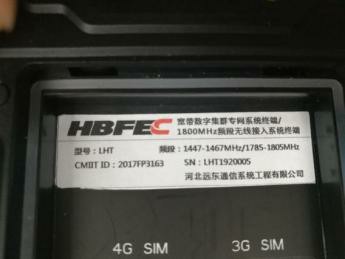 HBFEC 宽带数字集群专网系统终端/
1800MHz频段无线接入系统终端
型号：LHT 频段：1447-1467MHz/1785-1805MHz
CMIIT ID：2017FP3163 SN：LHT1920005
河北远东通信系统工程有限公司
4G SIM 3G SIM